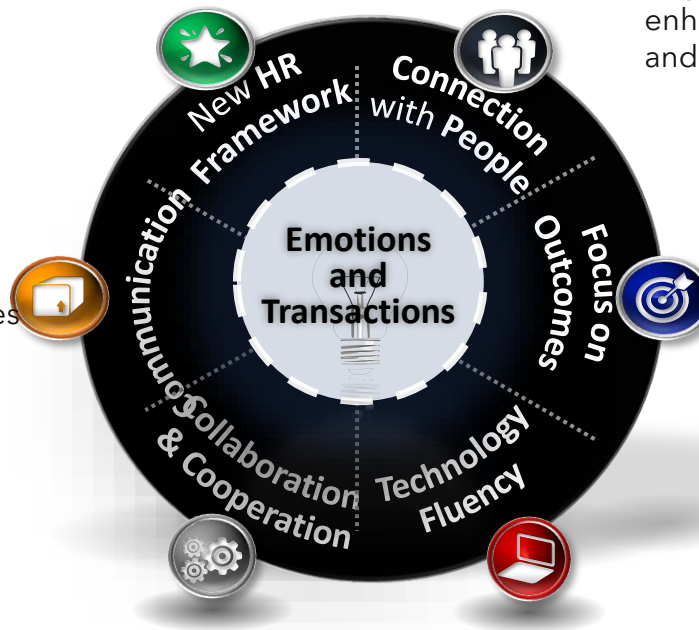 enh
and
New HR
Framework
Connection
with People
Focus on
Outcomes
Technology
Fluency
Collaboration
& Cooperation
Communication
es
Emotions
and
Transactions